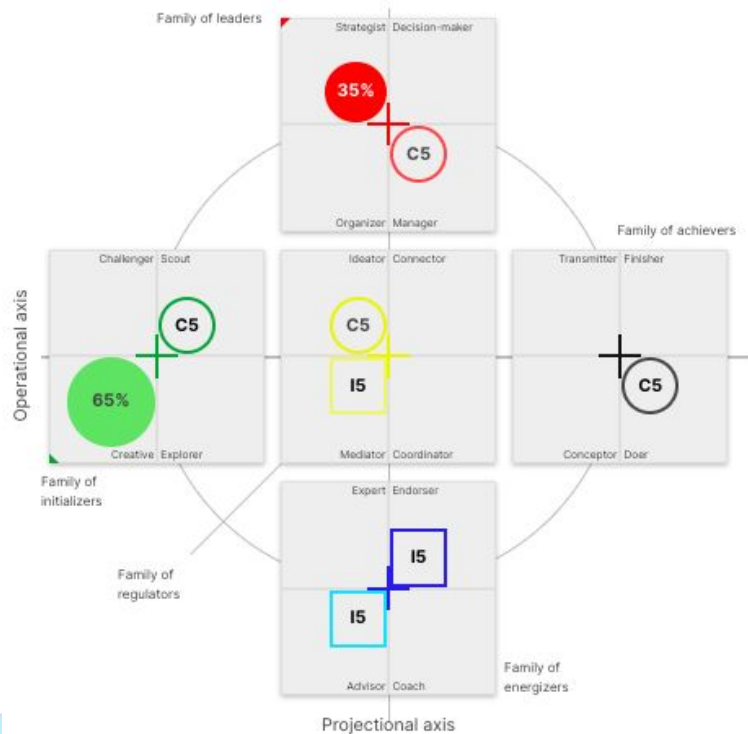 Family of leaders
Strategist Decision-maker
35%
C5
Organizer Manager
Family of achievers
Challenger Scout
Ideator Connector
Transmitter Finisher
C5
C5
Operational axis
65%
I5
C5
Creative Explorer
Mediator Coordinator
Conceptor Doer
Family of
initializers
Expert Endorser
I5
Family of
regulators
I5
Family of
energizers
Advisor Coach
Projectional axis